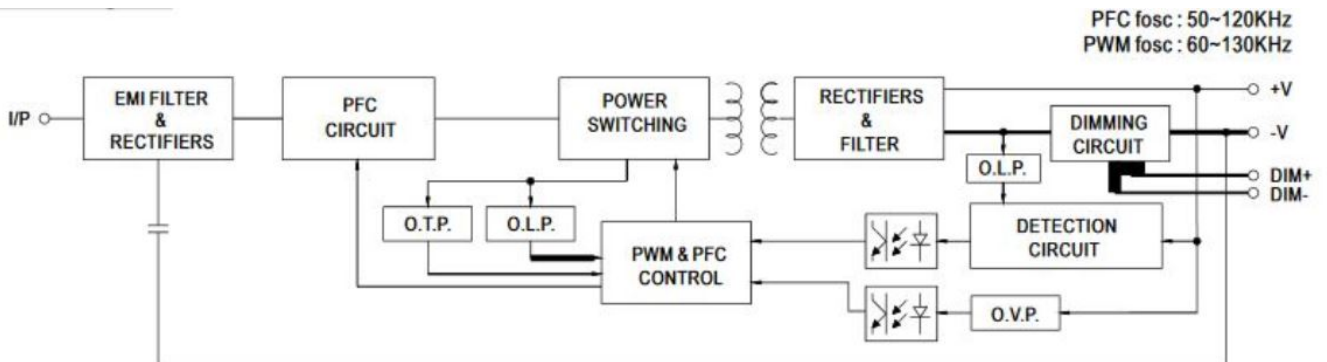 PFC fosc : 50~120KHz
PWM fosc : 60~130KHz
I/P
EMI FILTER
&
RECTIFIERS
PFC
CIRCUIT
POWER
SWITCHING
RECTIFIERS
&
FILTER
DIMMING
CIRCUIT
+V
-V
DIM+
DIM-
O.L.P.
O.T.P.
O.L.P.
PWM & PFC
CONTROL
DETECTION
CIRCUIT
O.V.P.